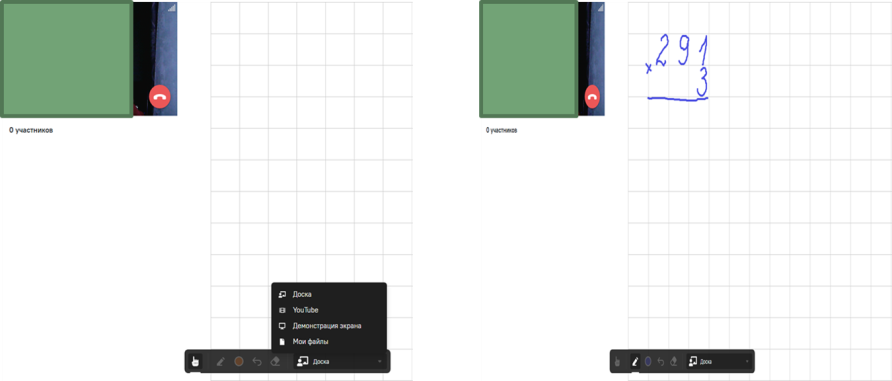 0 участников
Доска
YouTube
Демонстрация экрана
Мои файлы
Доска
0 участников
× 291
3
Доска